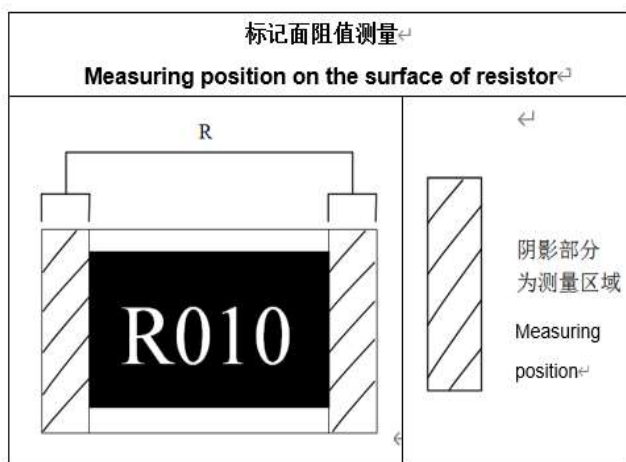 标记面阻值测量
Measuring position on the surface of resistor
R
R010
阴影部分
为测量区域
Measuring
position